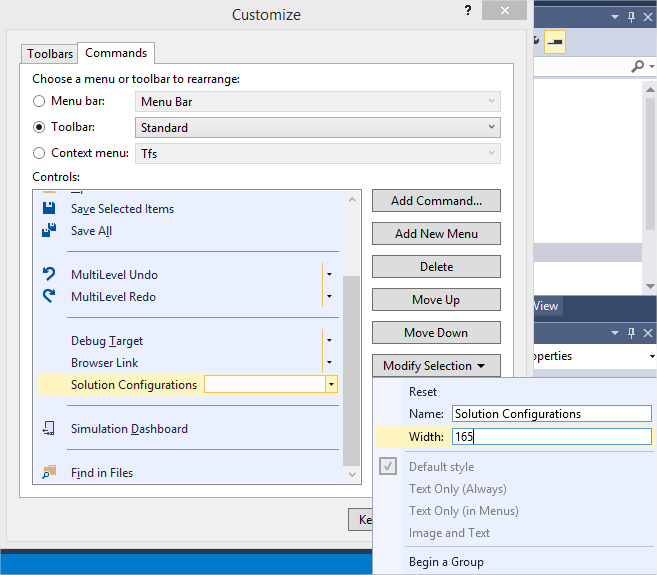 Customize
?
Toolbars Commands
Choose a menu or toolbar to rearrange:
Menu bar: Menu Bar
Toolbar: Standard
Context menu: Tfs
Controls:
Save Selected Items
Save All
MultiLevel Undo
MultiLevel Redo
Debug Target
Browser Link
Solution Configurations
Simulation Dashboard
Find in Files
Add Command...
Add New Menu
Delete
Move Up
Move Down
Modify Selection
Reset
Name: Solution Configurations
Width: 165
Default style
Text Only (Always)
Text Only (in Menus)
Image and Text
Begin a Group
Ke
View
operties